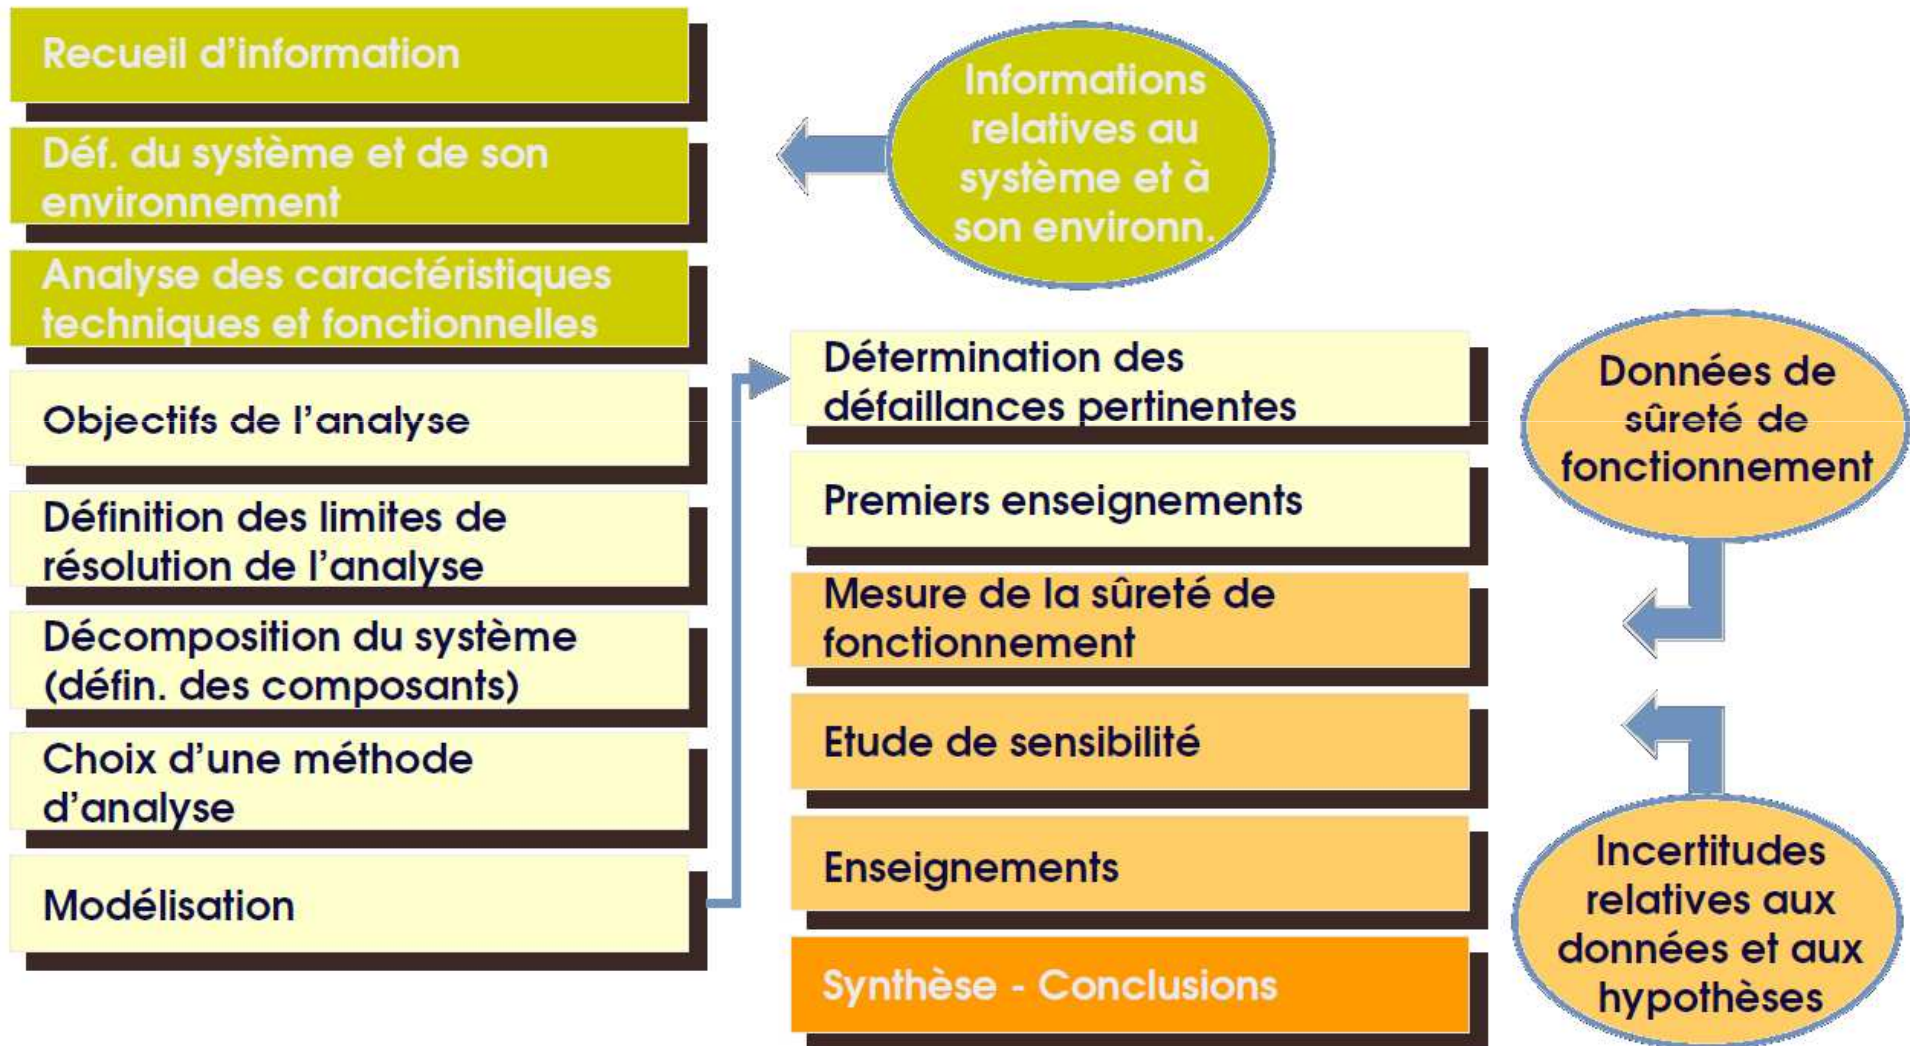 Recueil d'information
Déf. du système et de son
environnement
Analyse des caractéristiques
techniques et fonctionnelles
Objectifs de l'analyse
Définition des limites de
résolution de l'analyse
Décomposition du système
(défin. des composants)
Choix d'une méthode
d'analyse
Modélisation
Informations
relatives au
système et à
son environn.
Détermination des
défaillances pertinentes
Premiers enseignements
Mesure de la sûreté de
fonctionnement
Etude de sensibilité
Enseignements
Synthèse - Conclusions
Données de
sûreté de
fonctionnement
Incertitudes
relatives aux
données et aux
hypothèses